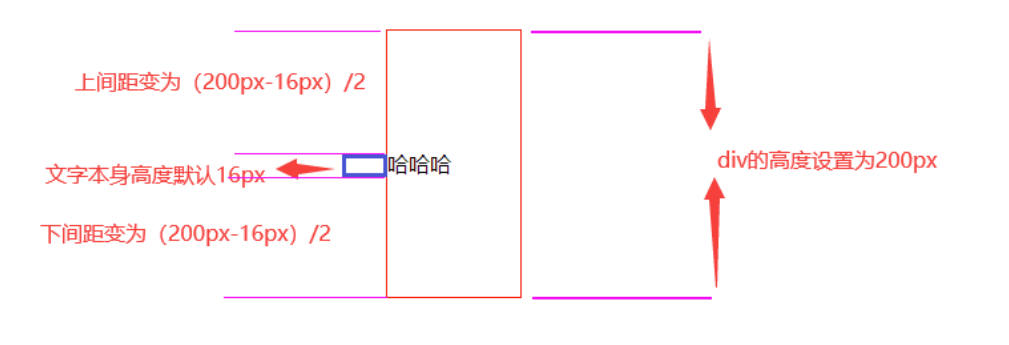 上间距变为（200px-16px）/2
哈哈哈
div的高度设置为200px
文字本身高度默认16px
下间距变为（200px-16px）/2